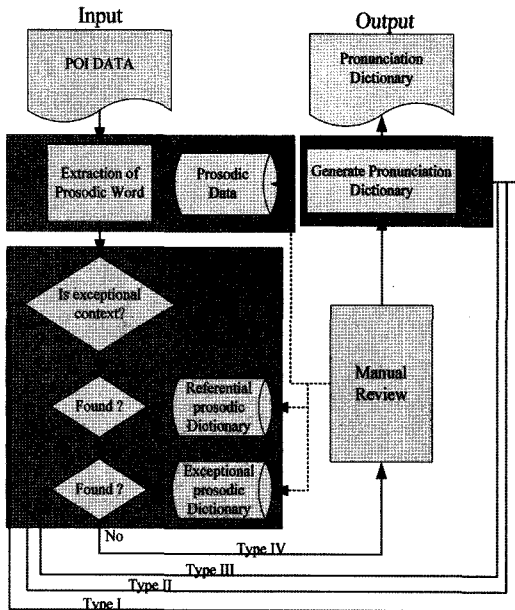 Input
Output
POI DATA
Pronunciation
Dictionary
Extraction of
Prosodic Word
Prosodic
Data
Generate Pronunciation
Dictionary
Is exceptional
context?
Found ?
Referential
prosodic
Dictionary
Manual
Review
Found ?
Exceptional
prosodic
Dictionary
No
Type IV
Type III
Type II
Type I